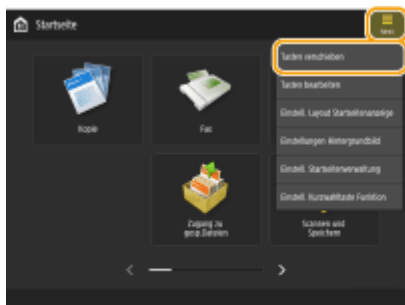 Startseite
Menü
Tasten verschieben
Tasten bearbeiten
Einstell. Layout Startseitenanzeige
Einstellungen Hintergrundbild
Einstell. Startseitenverwaltung
Einstell. Kurzwahltaste Funktion
Kopie
Fax
Zugang zu
gesp.Dateien
Scannen und
Speichern